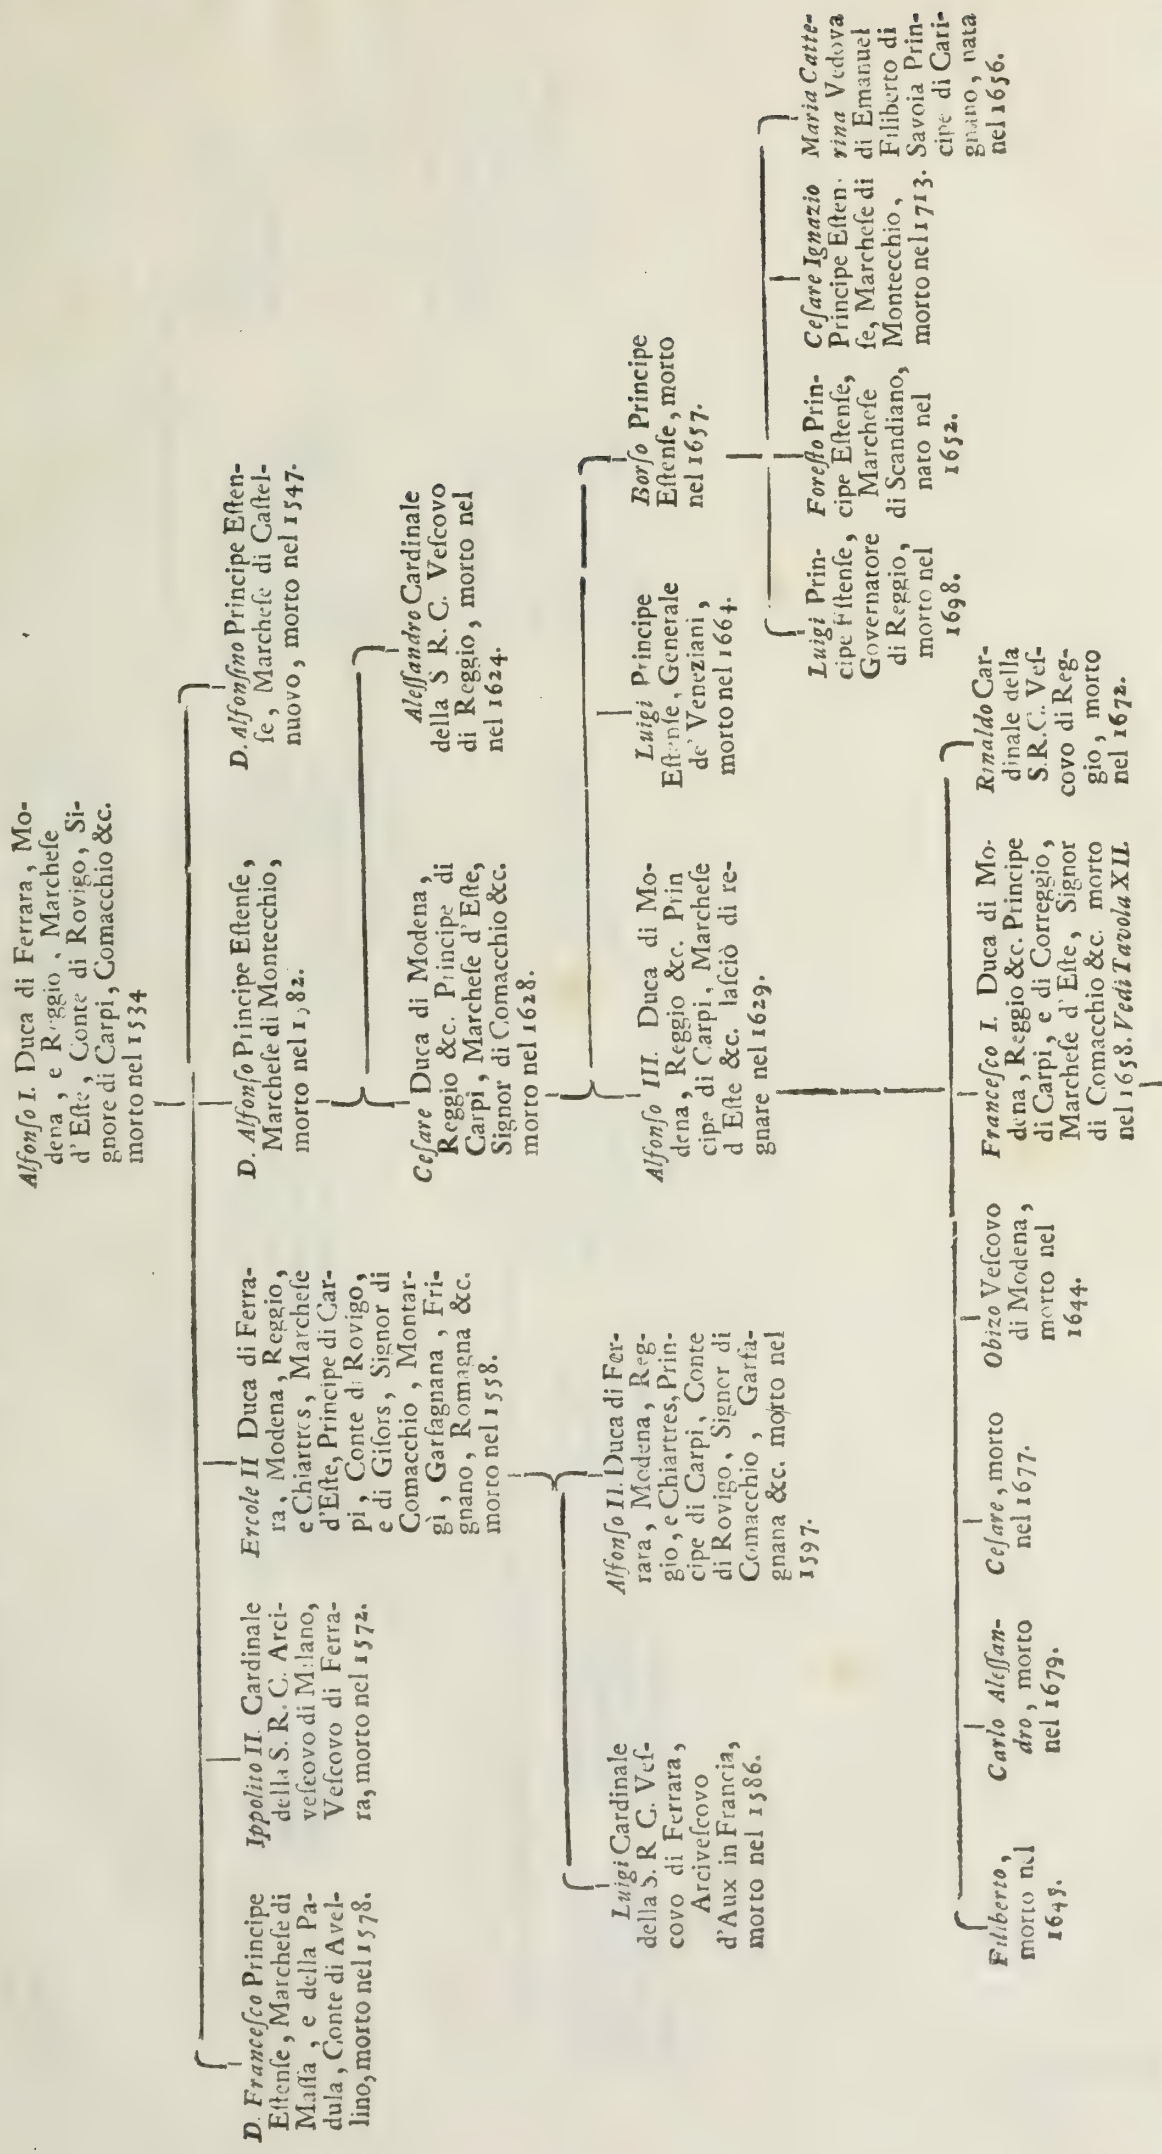 Alfonſo I. Duca di Ferrara, Mo-
dena, e Reggio, Marcheſe
d'Eſte, Conte di Rovigo, Si-
gnore di Carpi, Comacchio &c.
morto nel 1534
D. Franceſco Principe
Eſtenſe, Marcheſe di
Maſſa, e della Pa-
dula, Conte di Avel-
lino, morto nel 1578.
Ippolito II. Cardinale
della S. R. C. Arci-
veſcovo di Milano,
Veſcovo di Ferra-
ra, morto nel 1572.
Ercole II Duca di Ferra-
ra, Modena, Reggio,
e Chiartres, Marcheſe
d'Eſte, Principe di Car-
pi, Conte di Rovigo,
e di Giſors, Signor di
Comacchio, Montar-
gì, Garfagnana, Fri-
gnano, Romagna &c.
morto nel 1558.
D. Alfonſo Principe Eſtenſe,
Marcheſe di Montecchio,
morto nel 1582.
D. Alfonſino Principe Eſten-
ſe, Marcheſe di Caſtel-
nuovo, morto nel 1547.
Ceſare Duca di Modena,
Reggio &c. Principe di
Carpi, Marcheſe d'Eſte,
Signor di Comacchio &c.
morto nel 1628.
Aleſſandro Cardinale
della S R. C. Veſcovo
di Reggio, morto nel
nel 1624.
Luigi Cardinale
della S. R C. Veſ-
covo di Ferrara,
Arciveſcovo
d'Aux in Francia,
morto nel 1586.
Alfonſo II. Duca di Fer-
rara, Modena, Reg-
gio, e Chiartres, Prin-
cipe di Carpi, Conte
di Rovigo, Signor di
Comacchio, Garfa-
gnana &c. morto nel
1597.
Alfonſo III. Duca di Mo-
dena, Reggio &c. Prin
cipe di Carpi, Marcheſe
d'Eſte &c. laſciò di re-
gnare nel 1629.
Luigi Principe
Eſtenſe, Generale
de' Veneziani,
morto nel 1664.
Borſo Principe
Eſtenſe, morto
nel 1657.
Luigi Prin-
cipe Eſtenſe,
Governatore
di Reggio,
morto nel
1698.
Foreſto Prin-
cipe Eſtenſe,
Marcheſe
di Scandiano,
nato nel
1652.
Ceſare Ignazio
Principe Eſten-
ſe, Marcheſe di
Montecchio,
morto nel 1713.
Maria Catte-
rina Vedova
di Emanuel
Filiberto di
Savoia Prin-
cipe di Cari-
gnano, nata
nel 1656.
Filiberto,
morto nel
1645.
Carlo Aleſſan-
dro, morto
nel 1679.
Ceſare, morto
nel 1677.
Obizo Veſcovo
di Modena,
morto nel
1644.
Franceſco I. Duca di Mo-
dena, Reggio &c. Principe
di Carpi, e di Correggio,
Marcheſe d'Eſte, Signor
di Comacchio &c. morto
nel 1658. Vedi Tavola XII.
Rinaldo Car-
dinale della
S.R.C. Veſ-
covo di Reg-
gio, morto
nel 1672.